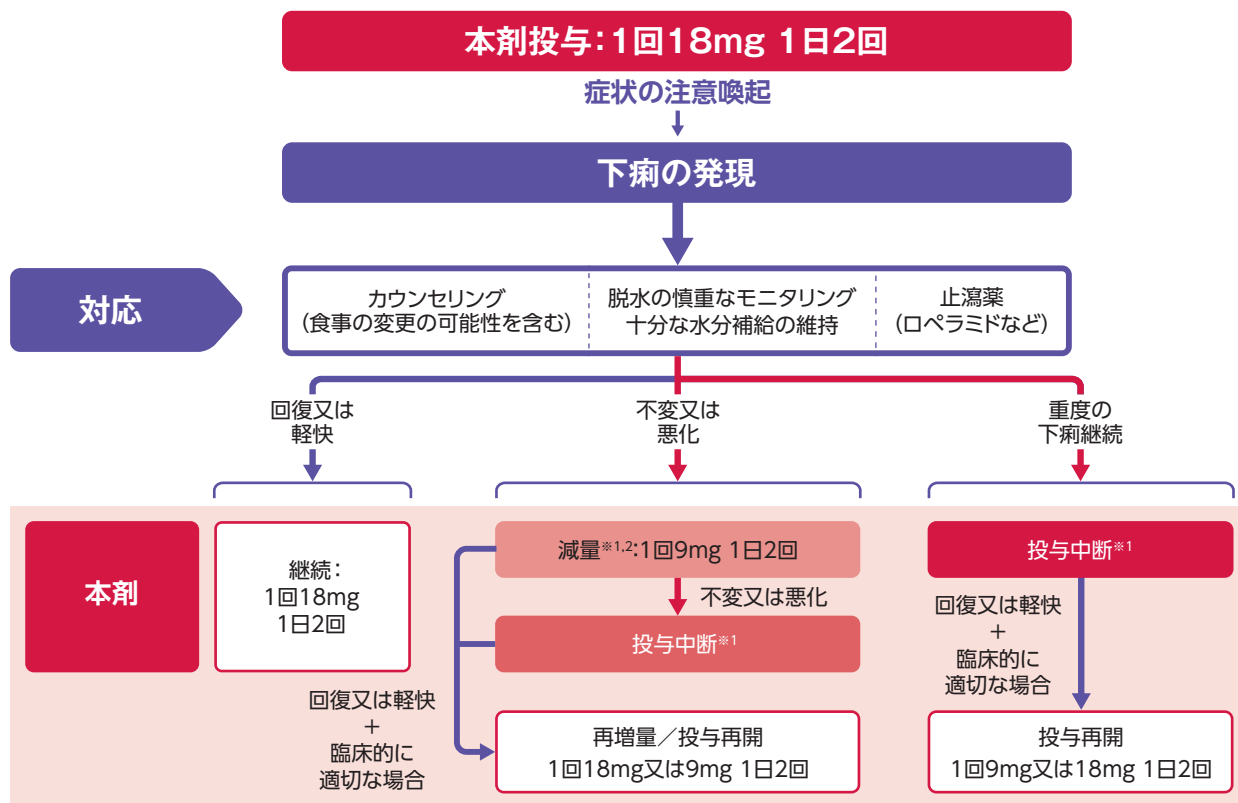 本剤投与：1回18mg 1日2回
症状の注意喚起
下痢の発現
対応
カウンセリング
（食事の変更の可能性を含む）
脱水の慎重なモニタリング
十分な水分補給の維持
止瀉薬
（ロペラミドなど）
回復又は
軽快
不変又は
悪化
重度の
下痢継続
本剤
継続：
1回18mg
1日2回
減量※1,2：1回9mg 1日2回
不変又は悪化
投与中断※1
回復又は軽快
＋
臨床的に
適切な場合
再増量／投与再開
1回18mg又は9mg 1日2回
投与中断※1
回復又は軽快
＋
臨床的に
適切な場合
投与再開
1回9mg又は18mg 1日2回